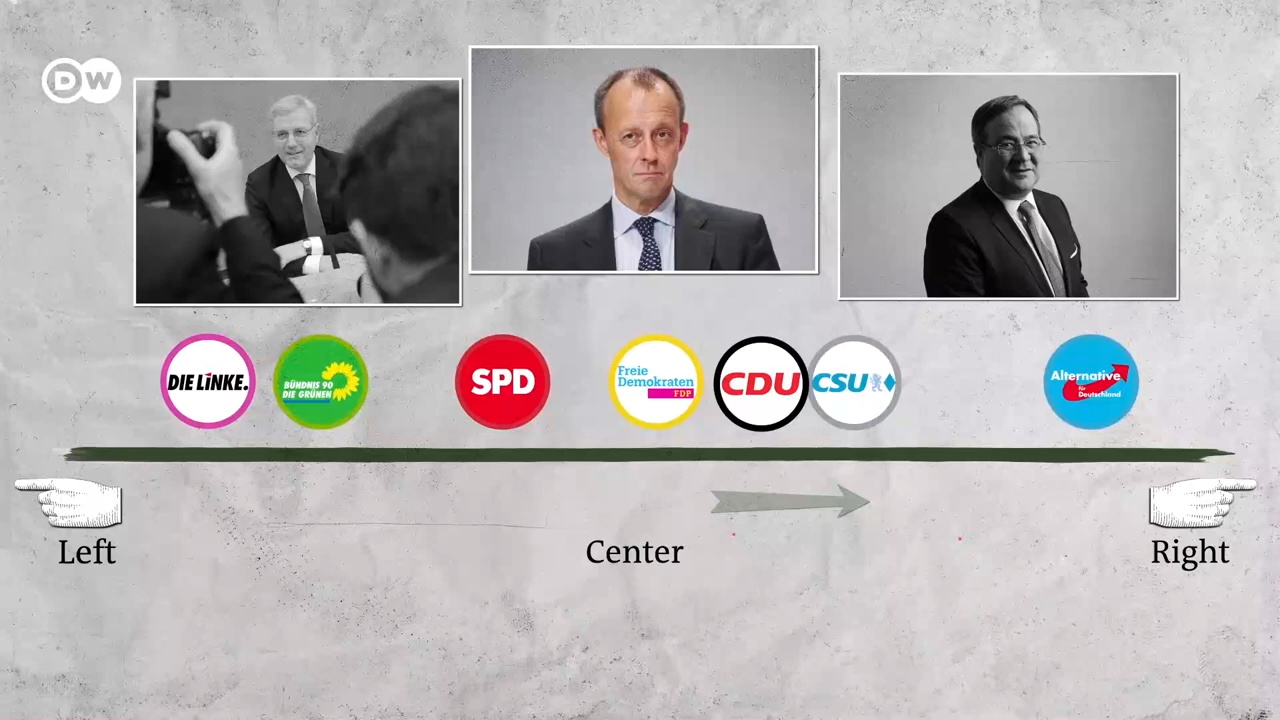 DW
DIE LINKE.
BÜNDNIS 90
DIE GRÜNEN
SPD
Freie
Demokraten
FDP
CDU
CSU
Alternative
für
Deutschland
Left
Center
Right